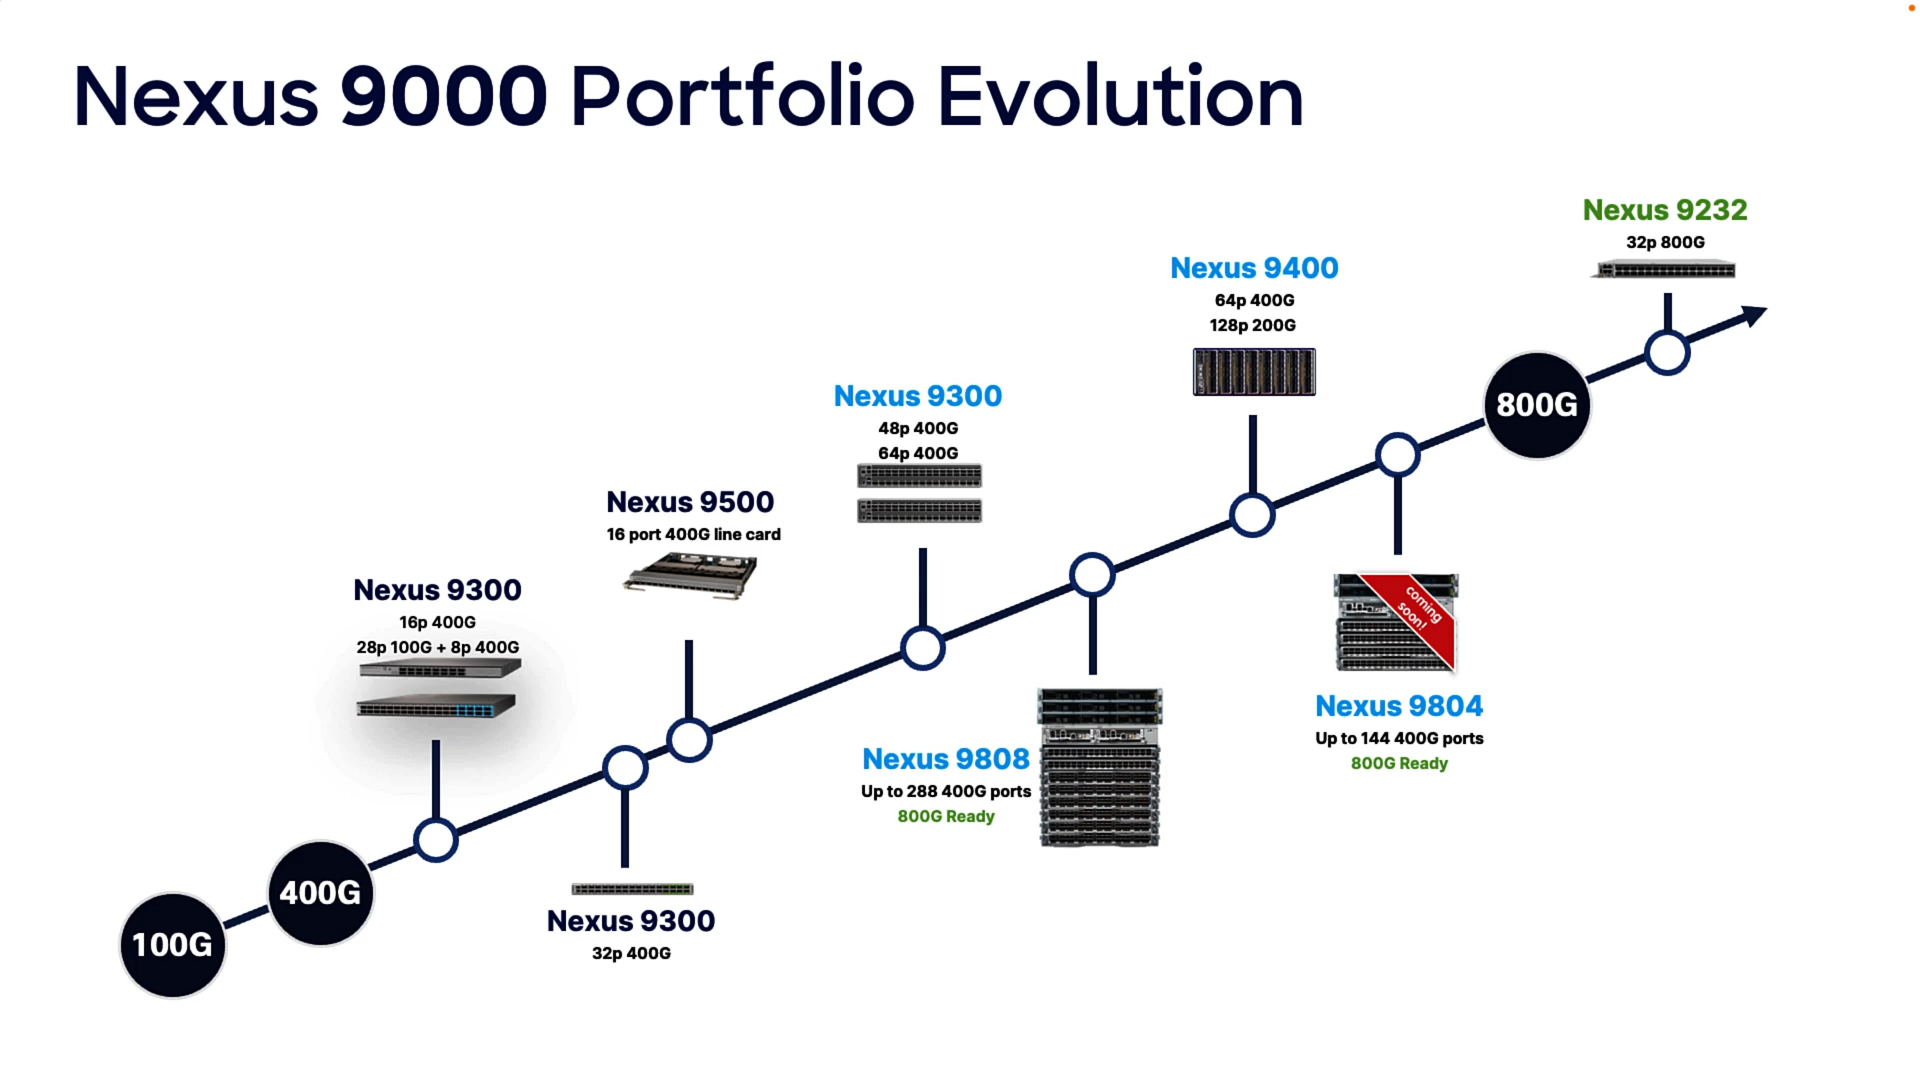 Nexus 9000 Portfolio Evolution
Nexus 9232
32p 800G
Nexus 9400
64p 400G
128p 200G
800G
Nexus 9300
48p 400G
64p 400G
Nexus 9500
16 port 400G line card
Nexus 9300
16p 400G
28p 100G + 8p 400G
coming
soon!
Nexus 9804
Up to 144 400G ports
800G Ready
Nexus 9808
Up to 288 400G ports
800G Ready
400G
100G
Nexus 9300
32p 400G